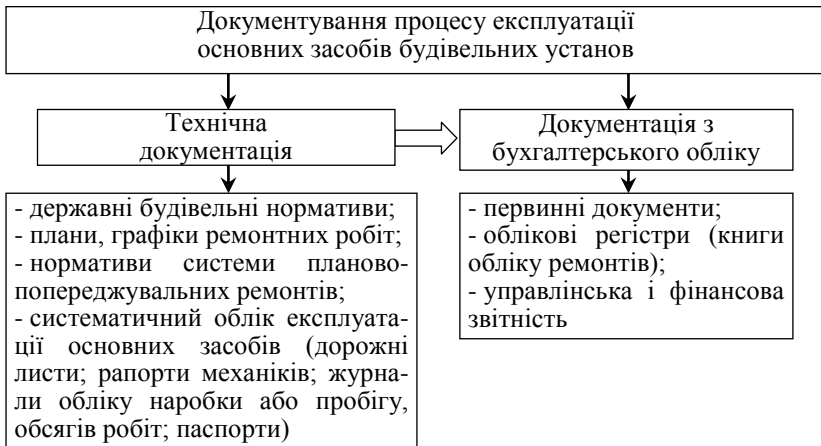 Документування процесу експлуатації
основних засобів будівельних установ
Технічна
документація
Документація з
бухгалтерського обліку
- державні будівельні нормативи;
- плани, графіки ремонтних робіт;
- нормативи системи планово-
попереджувальних ремонтів;
- систематичний облік експлуата-
ції основних засобів (дорожні
листи; рапорти механіків; журна-
ли обліку наробки або пробігу,
обсягів робіт; паспорти)
- первинні документи;
- облікові регістри (книги
обліку ремонтів);
- управлінська і фінансова
звітність